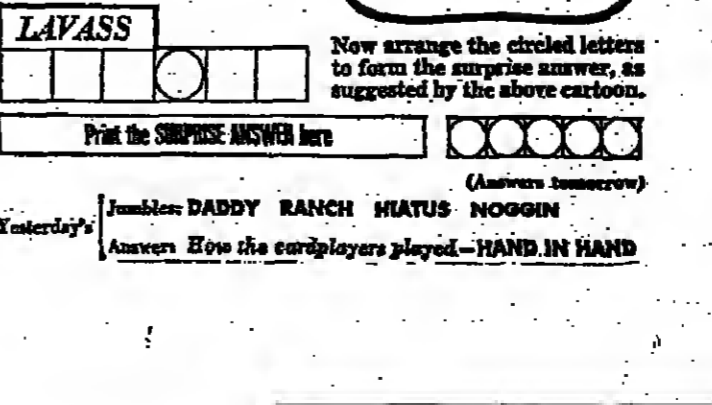 LAVASS
Now arrange the circled letters
to form the surprise answer, as
suggested by the above cartoon.
Print the SURPRISE ANSWER here
(Answers tomorrow)
Yesterday's
Jumbles: DADDY RANCH HIATUS NOGGIN
Answer: How the cardplayers played—HAND IN HAND